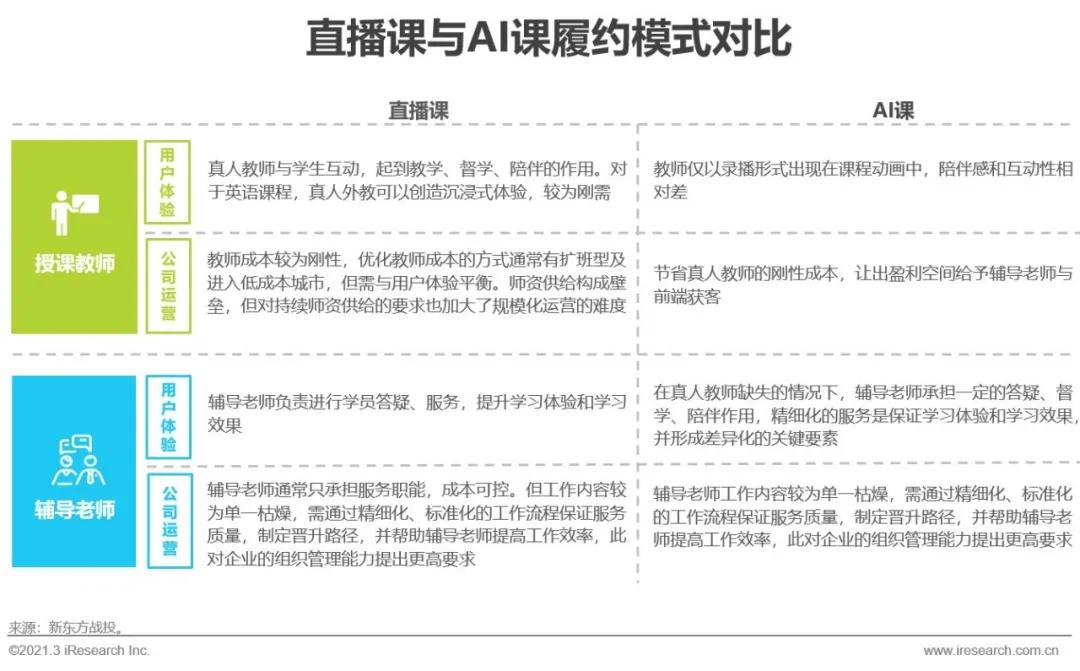 直播课与AI课履约模式对比
直播课
AI课
授课教师
用户体验
真人教师与学生互动，起到教学、督学、陪伴的作用。对
于英语课程，真人外教可以创造沉浸式体验，较为刚需
教师仅以录播形式出现在课程动画中，陪伴感和互动性相
对差
公司运营
教师成本较为刚性，优化教师成本的方式通常有扩班型及
进入低成本城市，但需与用户体验平衡。师资供给构成壁
垒，但对持续师资供给的要求也加大了规模化运营的难度
节省真人教师的刚性成本，让出盈利空间给予辅导老师与
前端获客
辅导老师
用户体验
辅导老师负责进行学员答疑、服务，提升学习体验和学习
效果
在真人教师缺失的情况下，辅导老师承担一定的答疑、督
学、陪伴作用，精细化的服务是保证学习体验和学习效果，
并形成差异化的关键要素
公司运营
辅导老师通常只承担服务职能，成本可控。但工作内容较
为单一枯燥，需通过精细化、标准化的工作流程保证服务
质量，制定晋升路径，并帮助辅导老师提高工作效率，此
对企业的组织管理能力提出更高要求
辅导老师工作内容较为单一枯燥，需通过精细化、标准化
的工作流程保证服务质量，制定晋升路径，并帮助辅导老
师提高工作效率，此对企业的组织管理能力提出更高要求
来源：新东方战投。
©2021.3 iResearch Inc.
www.iresearch.com.cn